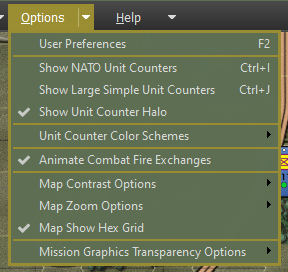 Options Help
User Preferences F2
Show NATO Unit Counters Ctrl+I
Show Large Simple Unit Counters Ctrl+J
Show Unit Counter Halo
Unit Counter Color Schemes
Animate Combat Fire Exchanges
Map Contrast Options
Map Zoom Options
Map Show Hex Grid
Mission Graphics Transparency Options